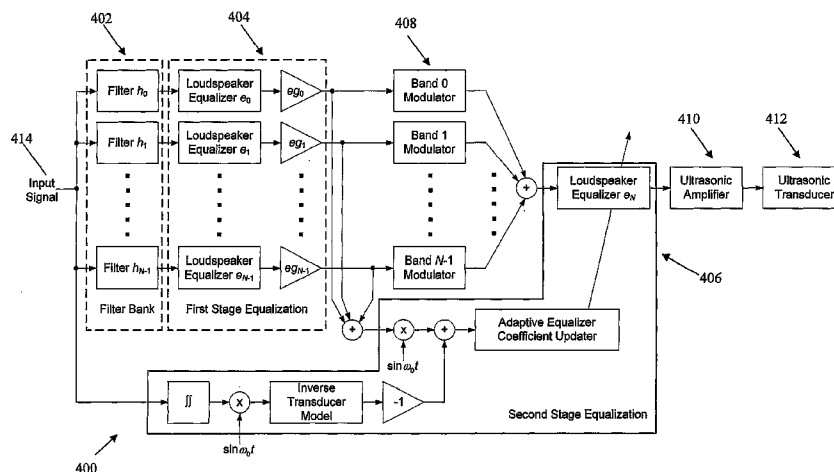 402
404
408
410
412
414
Filter h0
Loudspeaker
Equalizer e0
eg0
Band 0
Modulator
Filter h1
Loudspeaker
Equalizer e1
eg1
Band 1
Modulator
Input
Signal
+
Loudspeaker
Equalizer eN
Ultrasonic
Amplifier
Ultrasonic
Transducer
Filter hN-1
Loudspeaker
Equalizer eN-1
egN-1
Band N-1
Modulator
406
Filter Bank
First Stage Equalization
+
x
+
Adaptive Equalizer
Coefficient Updater
sin ω0t
∫∫
x
Inverse
Transducer
Model
-1
Second Stage Equalization
sin ω0t
400